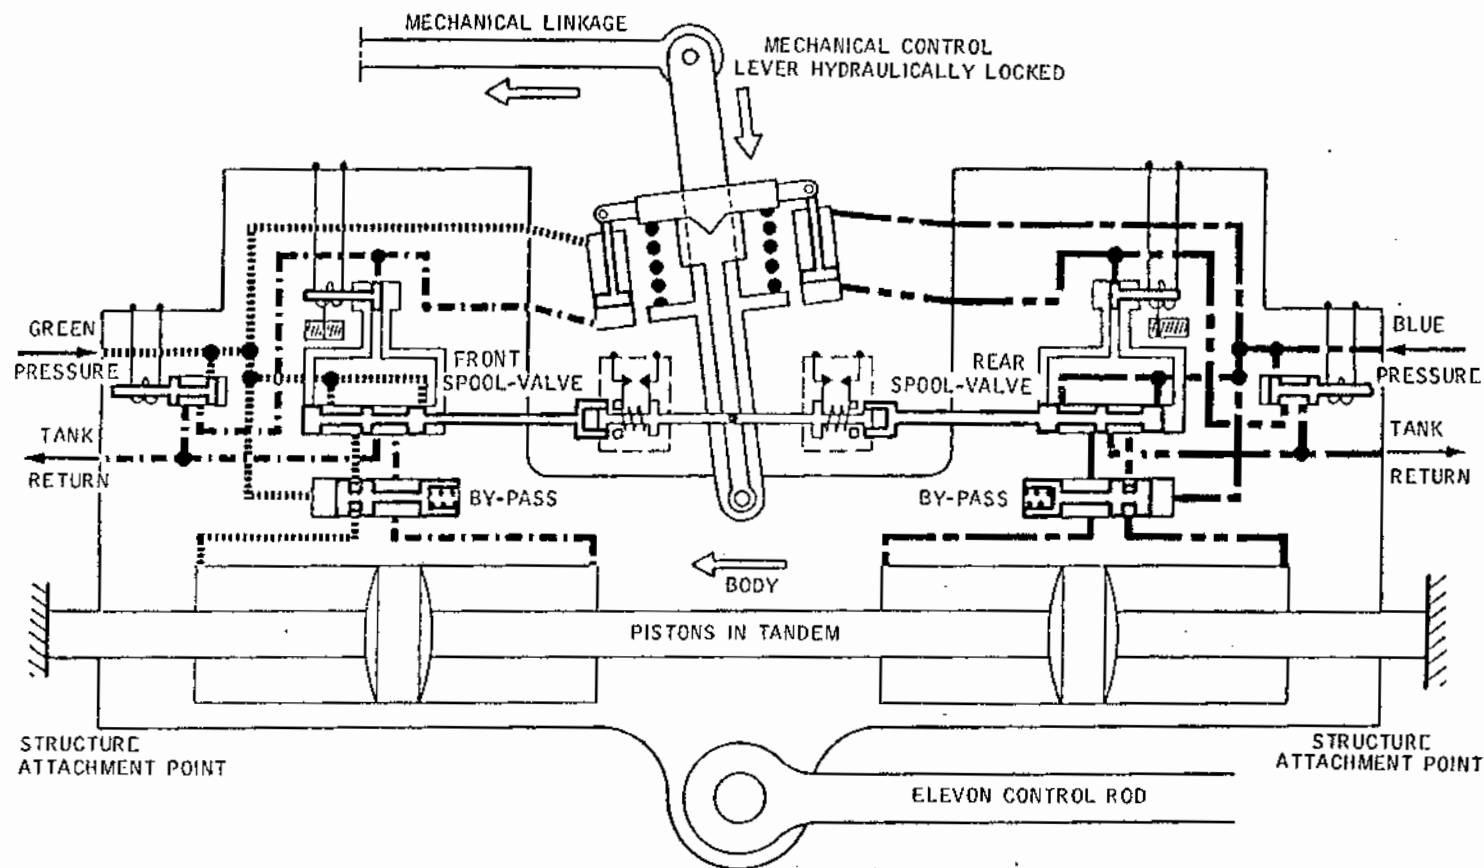 MECHANICAL LINKAGE
MECHANICAL CONTROL
LEVER HYDRAULICALLY LOCKED
GREEN
PRESSURE
FRONT
SPOOL-VALVE
REAR
SPOOL-VALVE
BLUE
PRESSURE
TANK
RETURN
TANK
RETURN
BY-PASS
BY-PASS
BODY
PISTONS IN TANDEM
STRUCTURE
ATTACHMENT POINT
STRUCTURE
ATTACHMENT POINT
ELEVON CONTROL ROD